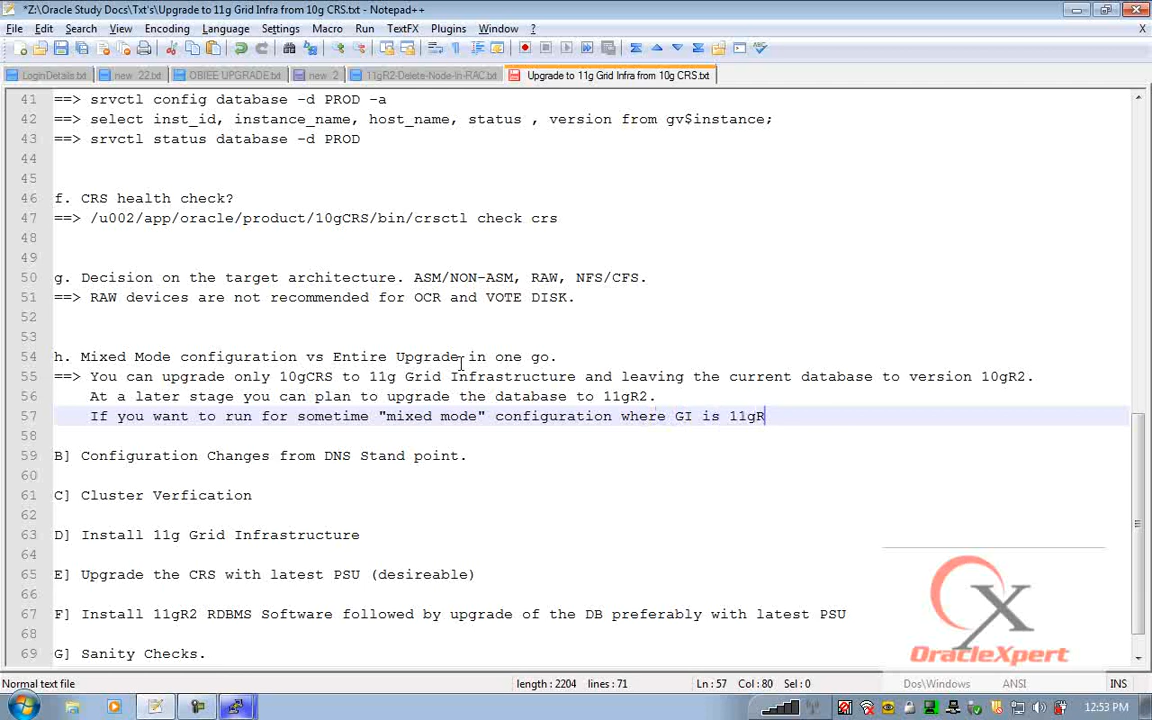 *Z:\Oracle Study Docs\Txt's\Upgrade to 11g Grid Infra from 10g CRS.txt - Notepad++
File Edit Search View Encoding Language Settings Macro Run TextFX Plugins Window ? X
LoginDetails.txt new 22.txt OBIEE UPGRADE.txt new 2 11gR2-Delete-Node-In-RAC.txt Upgrade to 11g Grid Infra from 10g CRS.txt
41 ==> srvctl config database -d PROD -a
42 ==> select inst_id, instance_name, host_name, status , version from gv$instance;
43 ==> srvctl status database -d PROD
44
45
46 f. CRS health check?
47 ==> /u002/app/oracle/product/10gCRS/bin/crsctl check crs
48
49
50 g. Decision on the target architecture. ASM/NON-ASM, RAW, NFS/CFS.
51 ==> RAW devices are not recommended for OCR and VOTE DISK.
52
53
54 h. Mixed Mode configuration vs Entire Upgrade in one go.
55 ==> You can upgrade only 10gCRS to 11g Grid Infrastructure and leaving the current database to version 10gR2.
56 At a later stage you can plan to upgrade the database to 11gR2.
57 If you want to run for sometime "mixed mode" configuration where GI is 11gR
58
59 B] Configuration Changes from DNS Stand point.
60
61 C] Cluster Verfication
62
63 D] Install 11g Grid Infrastructure
64
65 E] Upgrade the CRS with latest PSU (desireable)
66
67 F] Install 11gR2 RDBMS Software followed by upgrade of the DB preferably with latest PSU
68
69 G] Sanity Checks.
OracleXpert
Normal text file length : 2204 lines : 71 Ln : 57 Col : 80 Sel : 0 Dos\Windows ANSI INS
12:53 PM